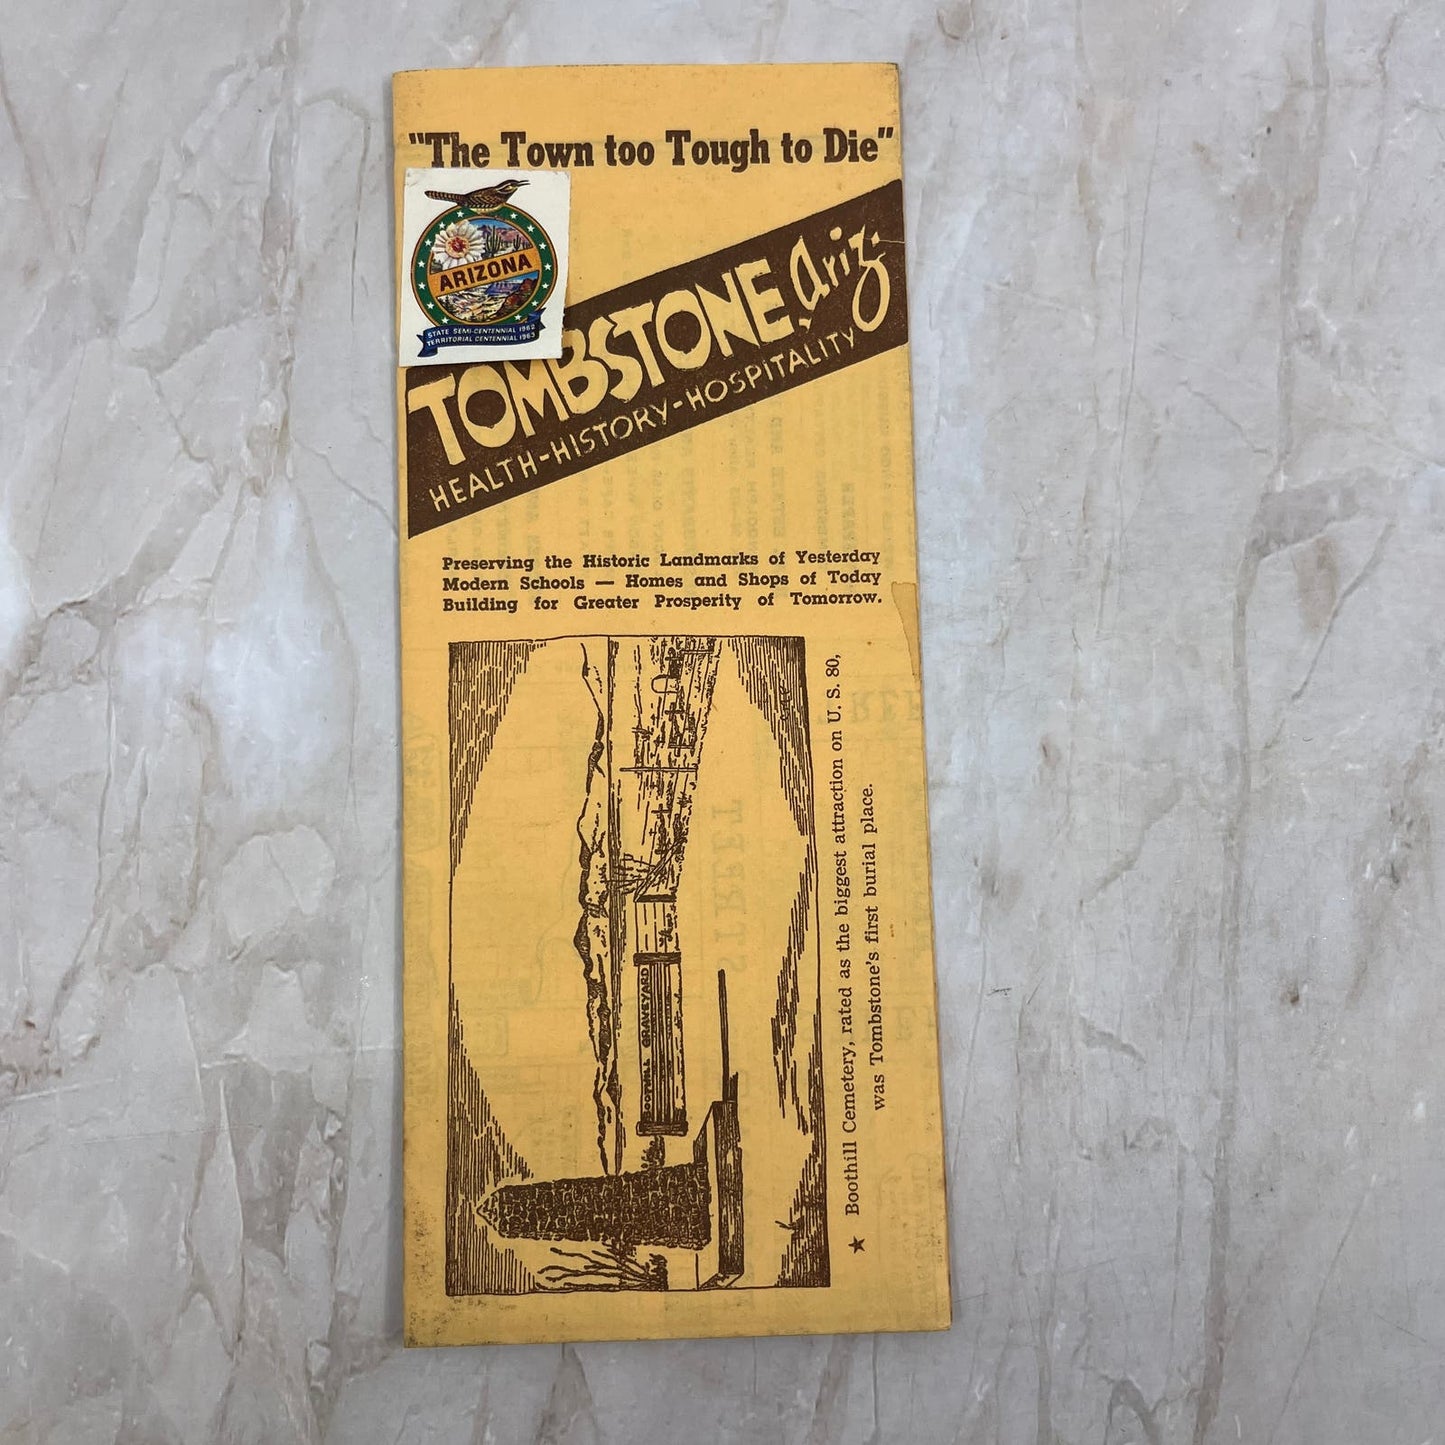 "The Town too Tough to Die"
ARIZONA
STATE SEMI-CENTENNIAL 1962
TERRITORIAL CENTENNIAL 1963
TOMBSTONE, Ariz.
HEALTH-HISTORY-HOSPITALITY
Preserving the Historic Landmarks of Yesterday
Modern Schools — Homes and Shops of Today
Building for Greater Prosperity of Tomorrow.
BOOTHILL GRAVEYARD
★ Boothill Cemetery, rated as the biggest attraction on U. S. 80,
was Tombstone's first burial place.